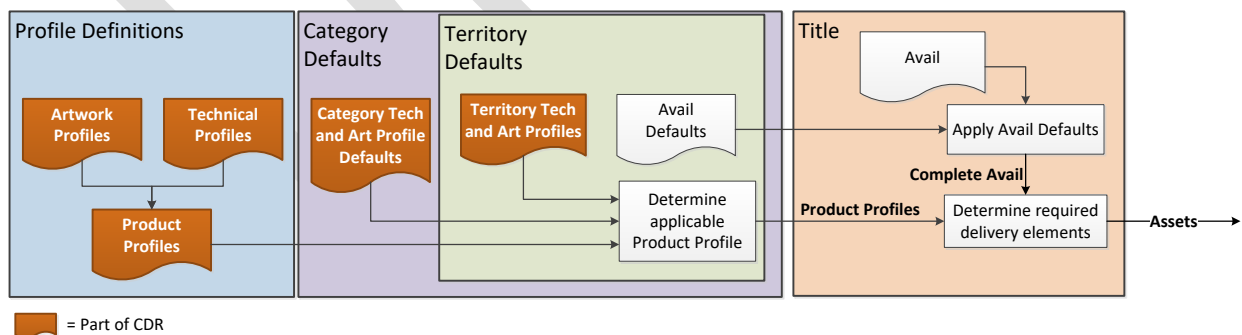 Profile Definitions
Artwork
Profiles
Technical
Profiles
Product
Profiles
Category
Defaults
Category Tech
and Art Profile
Defaults
Territory
Defaults
Territory Tech
and Art Profiles
Avail
Defaults
Determine
applicable
Product Profile
Title
Avail
Apply Avail Defaults
Complete Avail
Product Profiles
Determine required
delivery elements
Assets
= Part of CDR